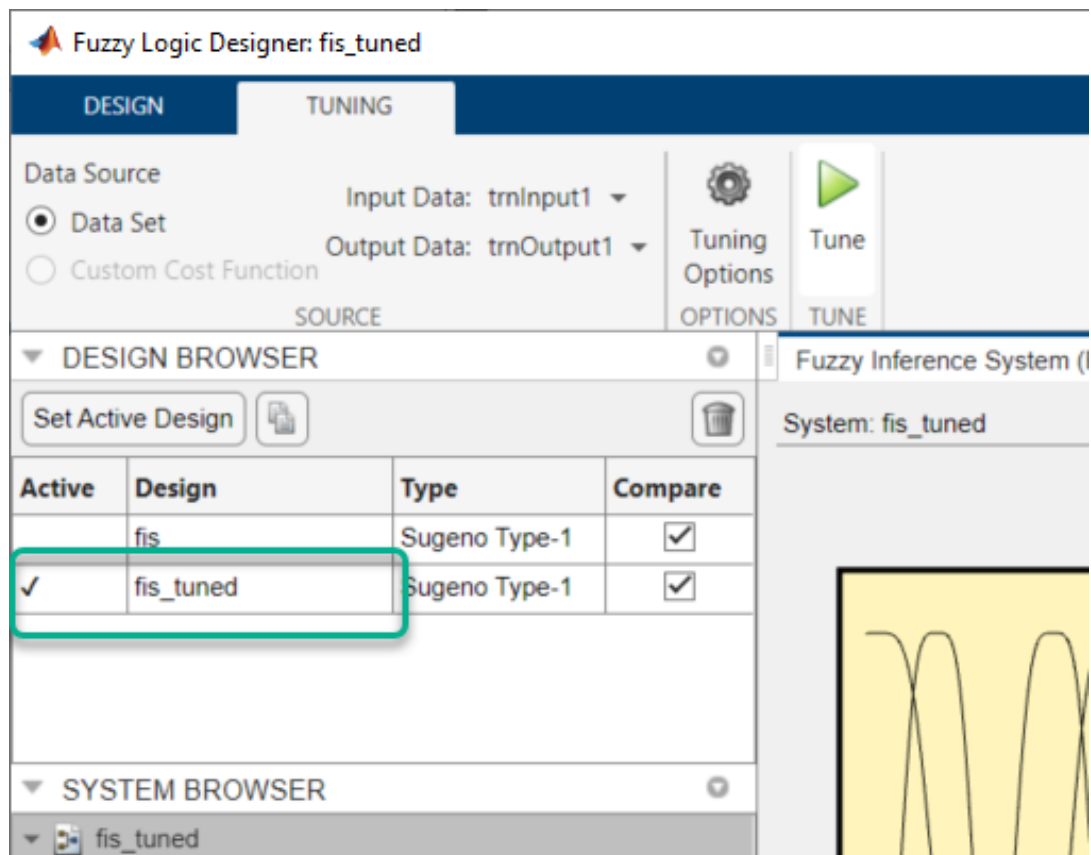 Fuzzy Logic Designer: fis_tuned
DESIGN
TUNING
Data Source
Data Set
Custom Cost Function
Input Data: trnInput1
Output Data: trnOutput1
SOURCE
Tuning
Options
OPTIONS
Tune
TUNE
DESIGN BROWSER
Set Active Design
Active Design Type Compare
fis Sugeno Type-1
fis_tuned Sugeno Type-1
SYSTEM BROWSER
fis_tuned
Fuzzy Inference System (
System: fis_tuned